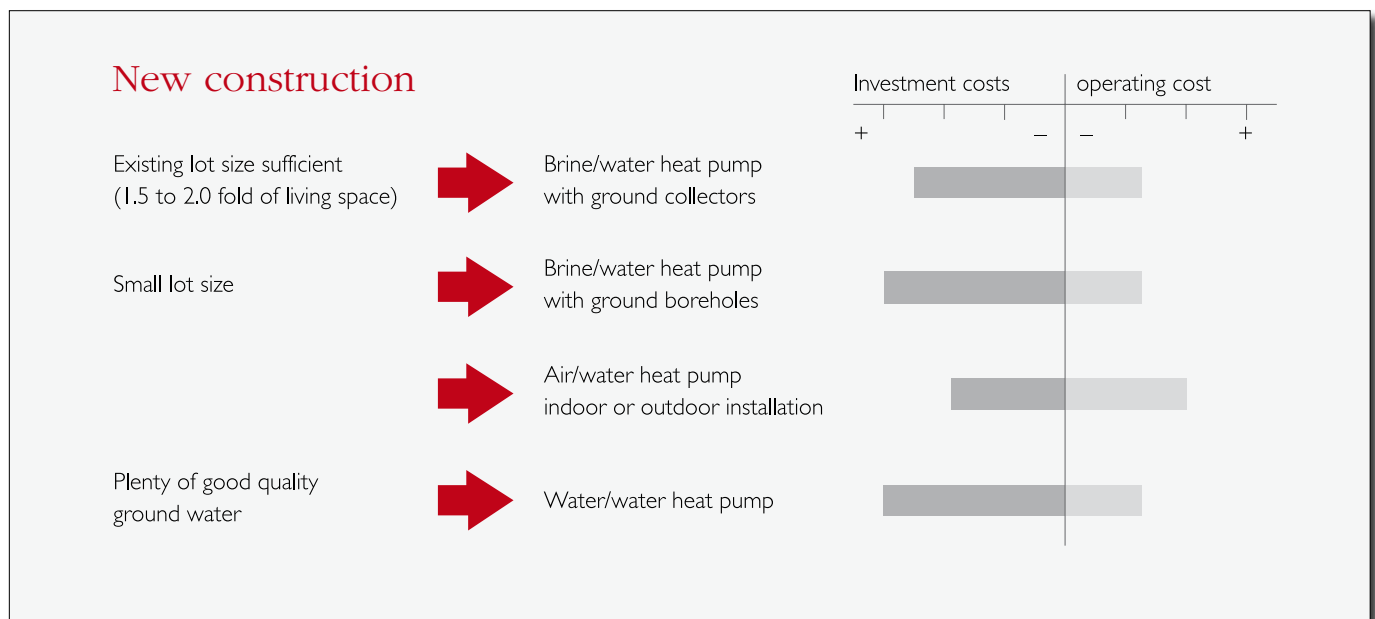 New construction
Investment costs
operating cost
+
–
–
+
Existing lot size sufficient
(1.5 to 2.0 fold of living space)
Brine/water heat pump
with ground collectors
Small lot size
Brine/water heat pump
with ground boreholes
Air/water heat pump
indoor or outdoor installation
Plenty of good quality
ground water
Water/water heat pump